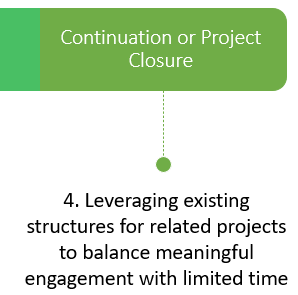 Continuation or Project
Closure
4. Leveraging existing
structures for related projects
to balance meaningful
engagement with limited time